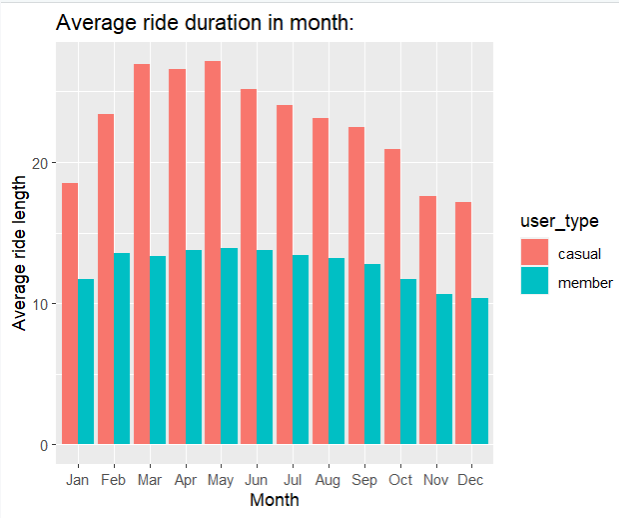 Average ride duration in month:
Average ride length
20
10
0
Jan Feb Mar Apr May Jun Jul Aug Sep Oct Nov Dec
Month
user_type
casual
member